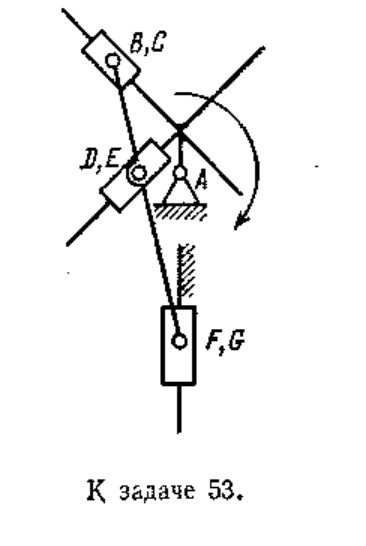 B, C
D, E
A
F, G
Қ задаче 53.